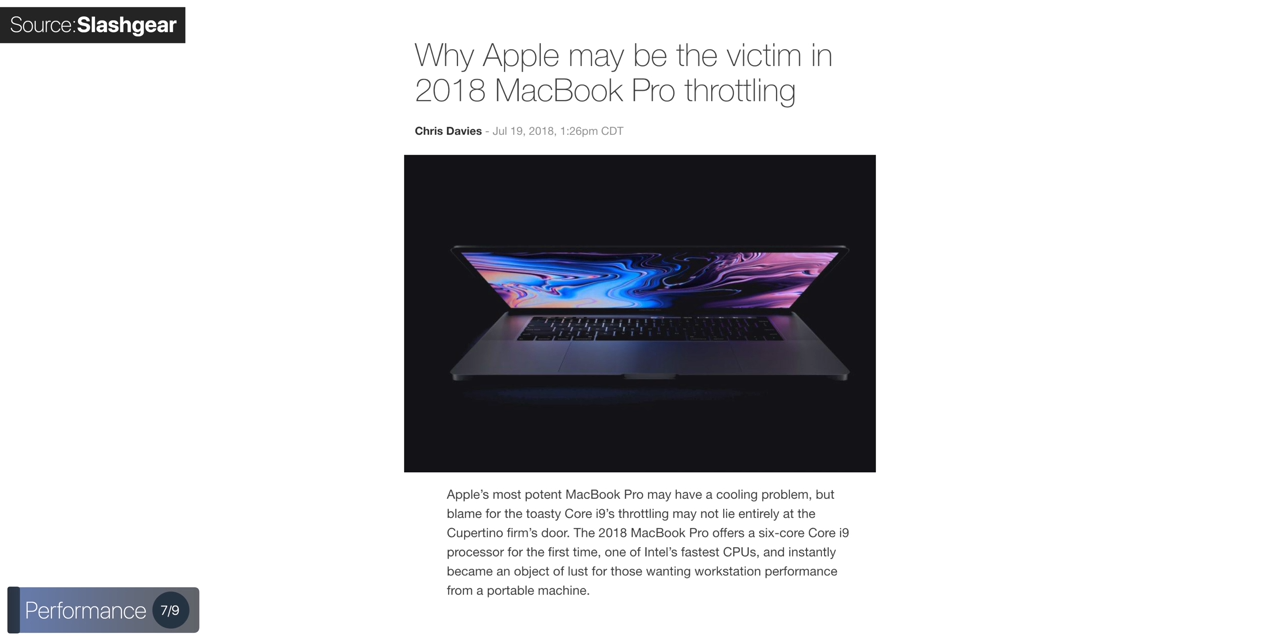 Source:Slashgear
Why Apple may be the victim in
2018 MacBook Pro throttling
Chris Davies - Jul 19, 2018, 1:26pm CDT
Apple’s most potent MacBook Pro may have a cooling problem, but
blame for the toasty Core i9’s throttling may not lie entirely at the
Cupertino firm’s door. The 2018 MacBook Pro offers a six-core Core i9
processor for the first time, one of Intel’s fastest CPUs, and instantly
became an object of lust for those wanting workstation performance
from a portable machine.
Performance 7/9